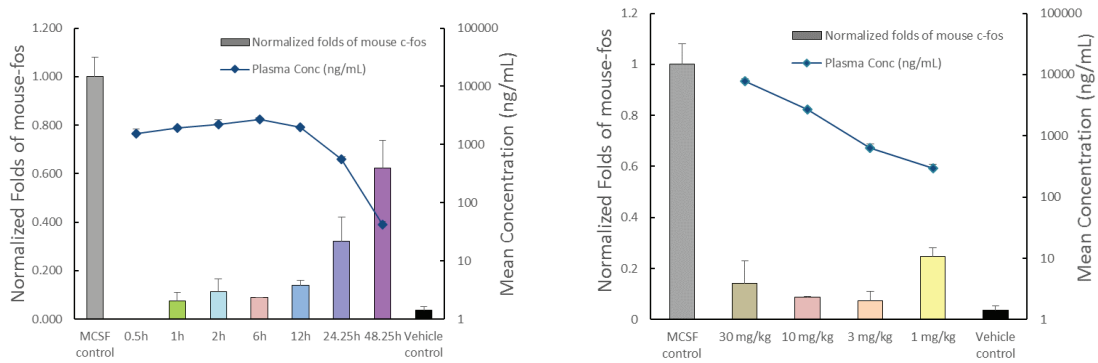 Normalized Folds of mouse-fos
1.200
1.000
0.800
0.600
0.400
0.200
0.000
Normalized folds of mouse c-fos
Plasma Conc (ng/mL)
100000
10000
1000
100
10
1
Mean Concentration (ng/mL)
MCSF control
0.5h
1h
2h
6h
12h
24.25h
48.25h
Vehicle control
Normalized Folds of mouse-fos
1.2
1
0.8
0.6
0.4
0.2
0
Normalized folds of mouse c-fos
Plasma Conc (ng/mL)
100000
10000
1000
100
10
1
Mean Concentration (ng/mL)
MCSF control
30 mg/kg
10 mg/kg
3 mg/kg
1 mg/kg
Vehicle control